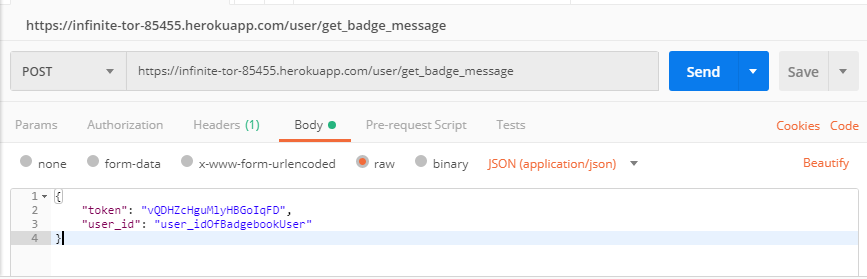 https://infinite-tor-85455.herokuapp.com/user/get_badge_message
POST https://infinite-tor-85455.herokuapp.com/user/get_badge_message Send Save
Params Authorization Headers (1) Body Pre-request Script Tests Cookies Code
none form-data x-www-form-urlencoded raw binary JSON (application/json) Beautify
1 {
2 "token": "vQDHZcHguMlyHBGoIqFD",
3 "user_id": "user_idOfBadgebookUser"
4 }